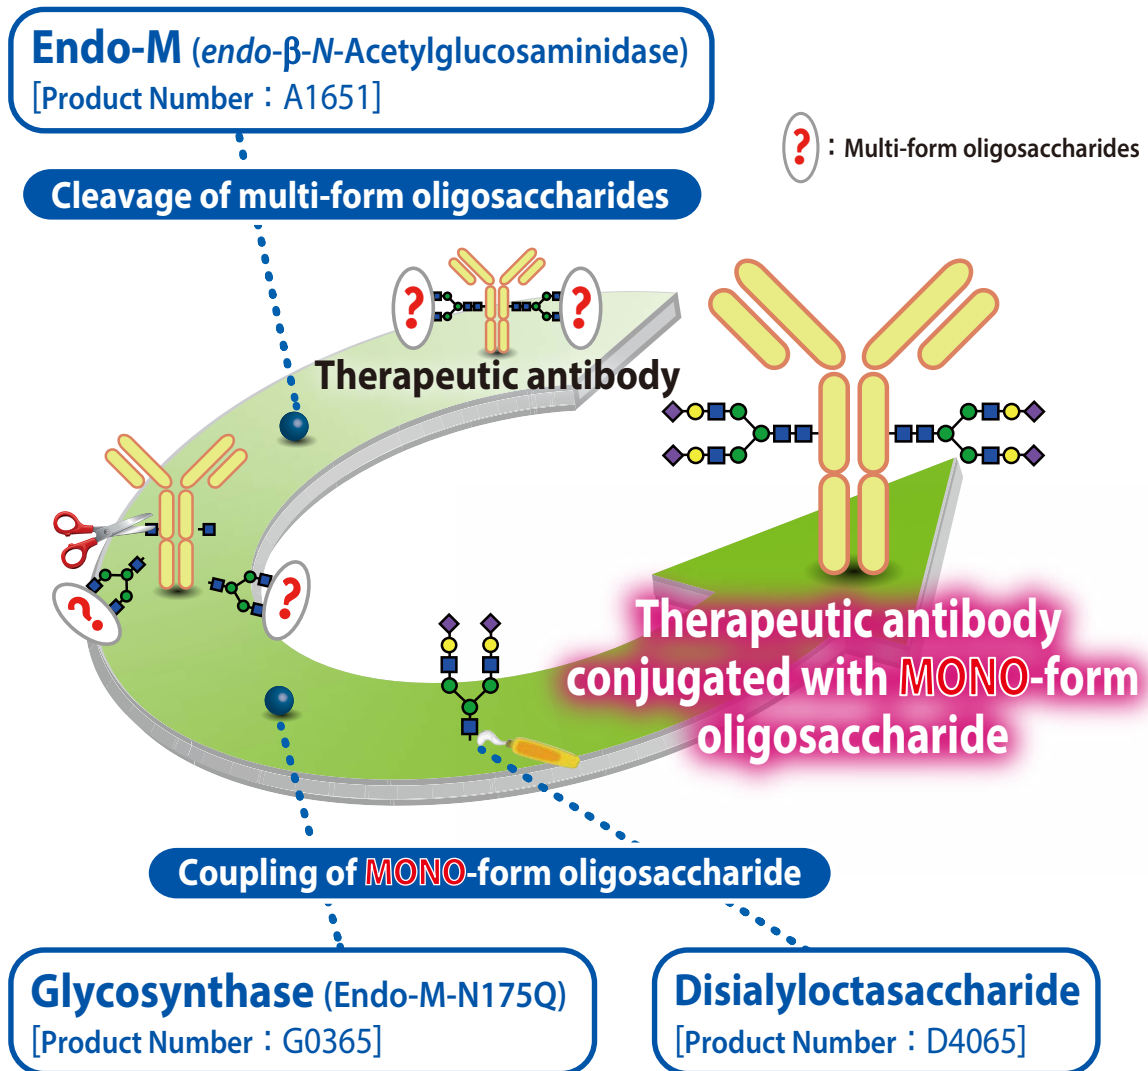 Endo-M (endo-β-N-Acetylglucosaminidase)
[Product Number：A1651]
? : Multi-form oligosaccharides
Cleavage of multi-form oligosaccharides
? ?
Therapeutic antibody
? ?
Therapeutic antibody
conjugated with MONO-form
oligosaccharide
Coupling of MONO-form oligosaccharide
Glycosynthase (Endo-M-N175Q)
[Product Number：G0365]
Disialyloctasaccharide
[Product Number：D4065]